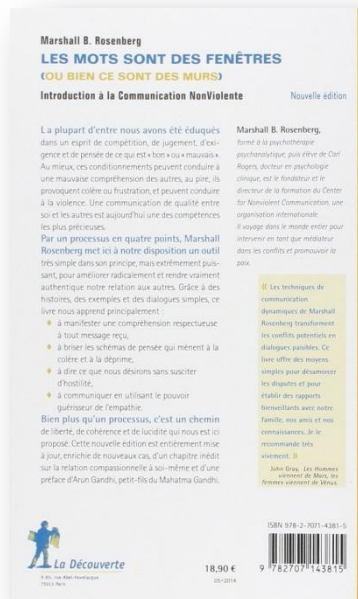 Marshall B. Rosenberg
LES MOTS SONT DES FENÊTRES
(OU BIEN CE SONT DES MURS)
Introduction à la Communication NonViolente
Nouvelle édition
La plupart d'entre nous avons été éduqués
dans un esprit de compétition, de jugement, d'exi-
gence et de pensée de ce qui est « bon » ou « mauvais ».
Au mieux, ces conditionnements peuvent conduire à
une mauvaise compréhension des autres, au pire, ils
provoquent colère ou frustration, et peuvent conduire
à la violence. Une communication de qualité entre
soi et les autres est aujourd'hui une des compétences
les plus précieuses.
Par un processus en quatre points, Marshall
Rosenberg met ici à notre disposition un outil
très simple dans son principe, mais extrêmement puis-
sant, pour améliorer radicalement et rendre vraiment
authentique notre relation aux autres. Grâce à des
histoires, des exemples et des dialogues simples, ce
livre nous apprend principalement :
à manifester une compréhension respectueuse
à tout message reçu,
à briser les schémas de pensée qui mènent à la
colère et à la déprime,
à dire ce que nous désirons sans susciter
d'hostilité,
à communiquer en utilisant le pouvoir
guérisseur de l'empathie.
Bien plus qu'un processus, c'est un chemin
de liberté, de cohérence et de lucidité qui nous est ici
proposé. Cette nouvelle édition est entièrement mise
à jour, enrichie de nouveaux cas, d'un chapitre inédit
sur la relation compassionnelle à soi-même et d'une
préface d'Arun Gandhi, petit-fils du Mahatma Gandhi.
Marshall B. Rosenberg,
formé à la psychothérapie
psychanalytique, puis élève de Carl
Rogers, docteur en psychologie
clinique, est le fondateur et le
directeur de la formation du Center
for Nonviolent Communication, une
organisation internationale.
Il voyage dans le monde entier pour
intervenir en tant que médiateur
dans les conflits et promouvoir la
paix.
« Les techniques de
communication
dynamiques de Marshall
Rosenberg transforment
les conflits potentiels en
dialogues paisibles. Ce
livre offre des moyens
simples pour désamorcer
les disputes et pour
établir des rapports
bienveillants avec notre
famille, nos amis et nos
connaissances. Je le
recommande très
vivement. »
John Gray, Les Hommes
viennent de Mars, les
femmes viennent de Vénus.
La Découverte
9 bis, rue Abel-Hovelacque
75013 Paris
18,90 €
05/2016
ISBN 978-2-7071-4381-5
9 782707 143815